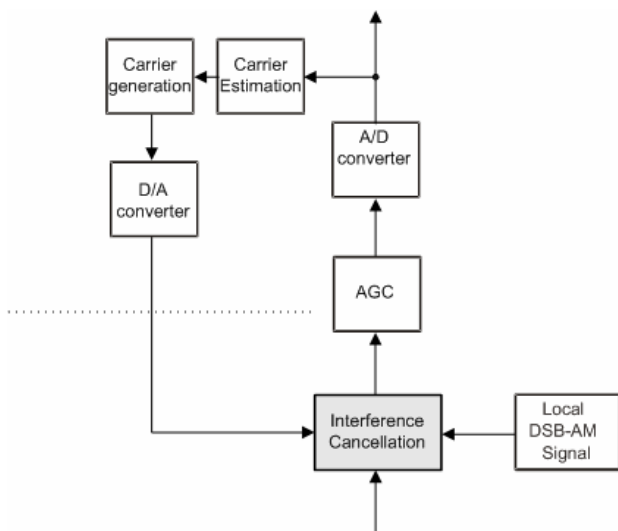 Carrier
generation
Carrier
Estimation
A/D
converter
D/A
converter
AGC
Interference
Cancellation
Local
DSB-AM
Signal